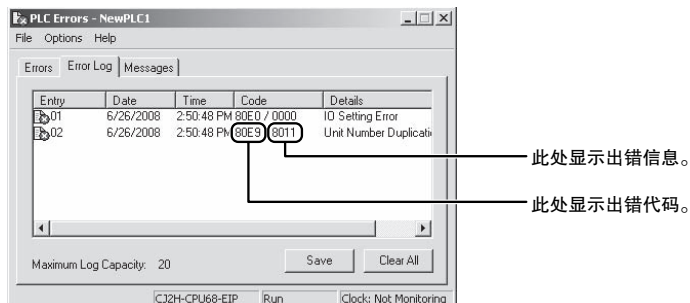 PLC Errors - NewPLC1
File Options Help
Errors Error Log Messages
Entry Date Time Code Details
01 6/26/2008 2:50:48 PM 80E0 / 0000 IO Setting Error
02 6/26/2008 2:50:48 PM 80E9 / 8011 Unit Number Duplicatio
此处显示出错信息。
此处显示出错代码。
Maximum Log Capacity: 20 Save Clear All
CJ2H-CPU68-EIP Run Clock: Not Monitoring